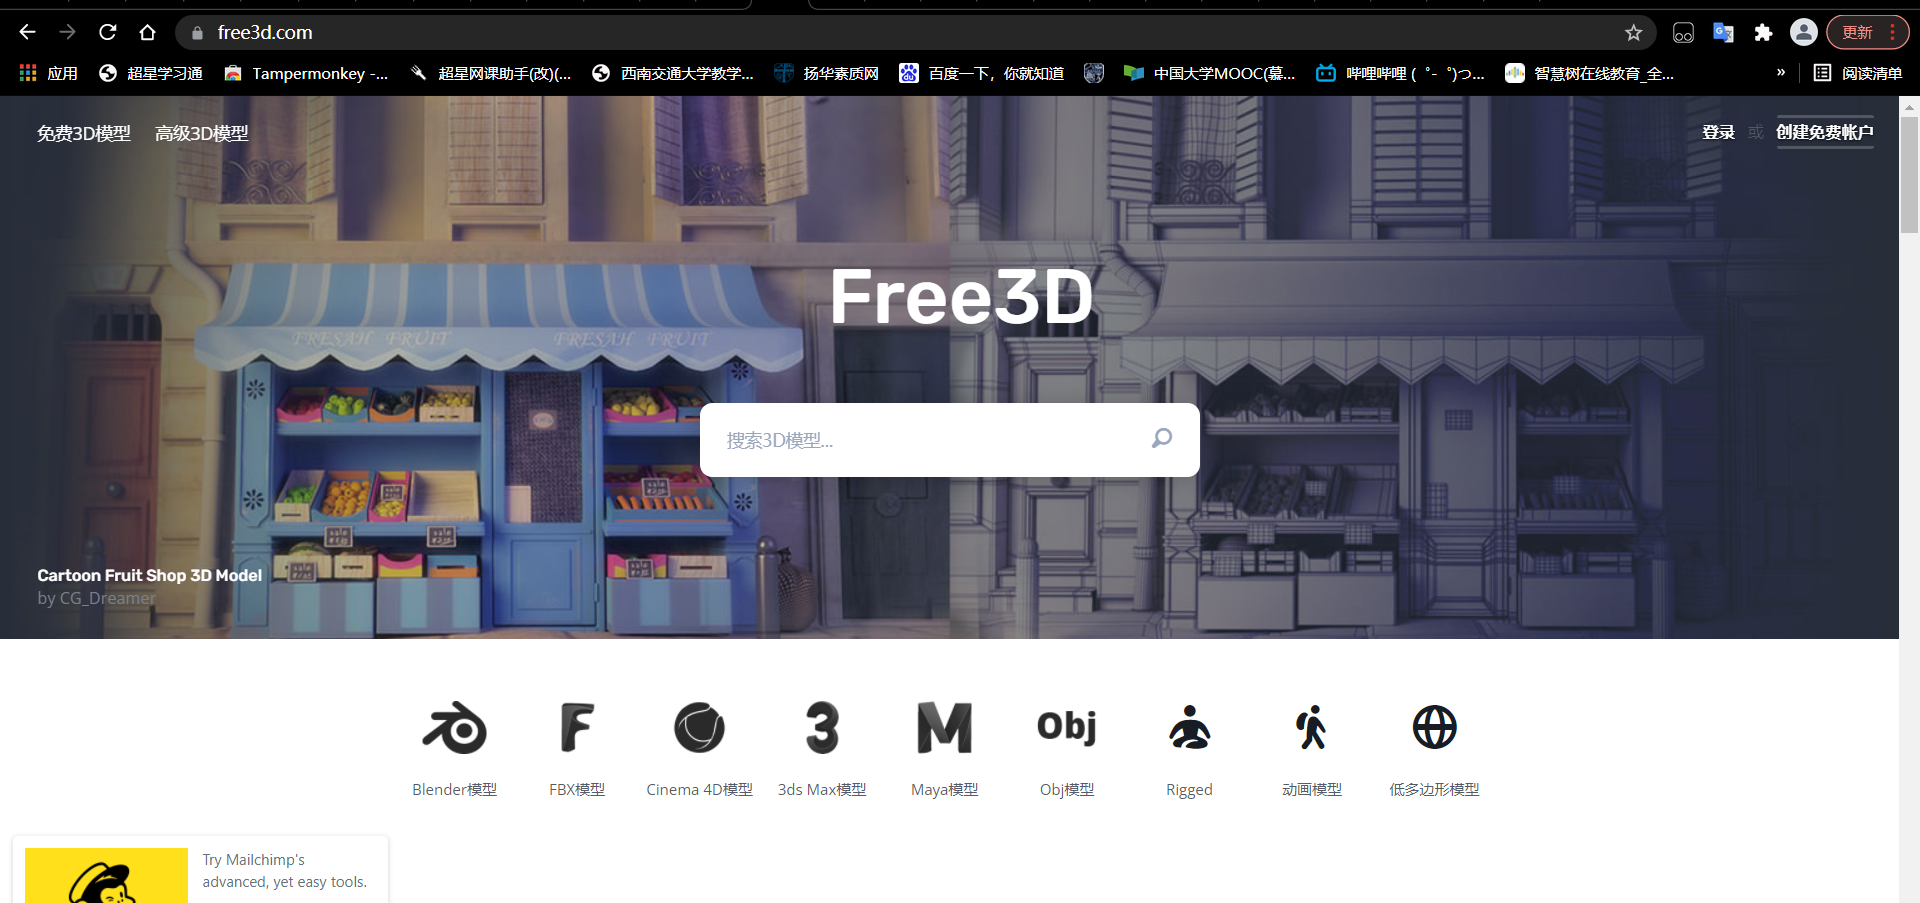 free3d.com
更新
应用
超星学习通
Tampermonkey -...
超星网课助手(改)(...
西南交通大学教学...
扬华素质网
百度一下，你就知道
中国大学MOOC(慕...
哔哩哔哩 (゜-゜)つ...
智慧树在线教育_全...
»
阅读清单
免费3D模型
高级3D模型
登录
或
创建免费帐户
Free3D
FRESAH FRUIT
FRESAH FRUIT
搜索3D模型...
Cartoon Fruit Shop 3D Model
by CG_Dreamer
Obj
Blender模型
FBX模型
Cinema 4D模型
3ds Max模型
Maya模型
Obj模型
Rigged
动画模型
低多边形模型
Try Mailchimp's
advanced, yet easy tools.